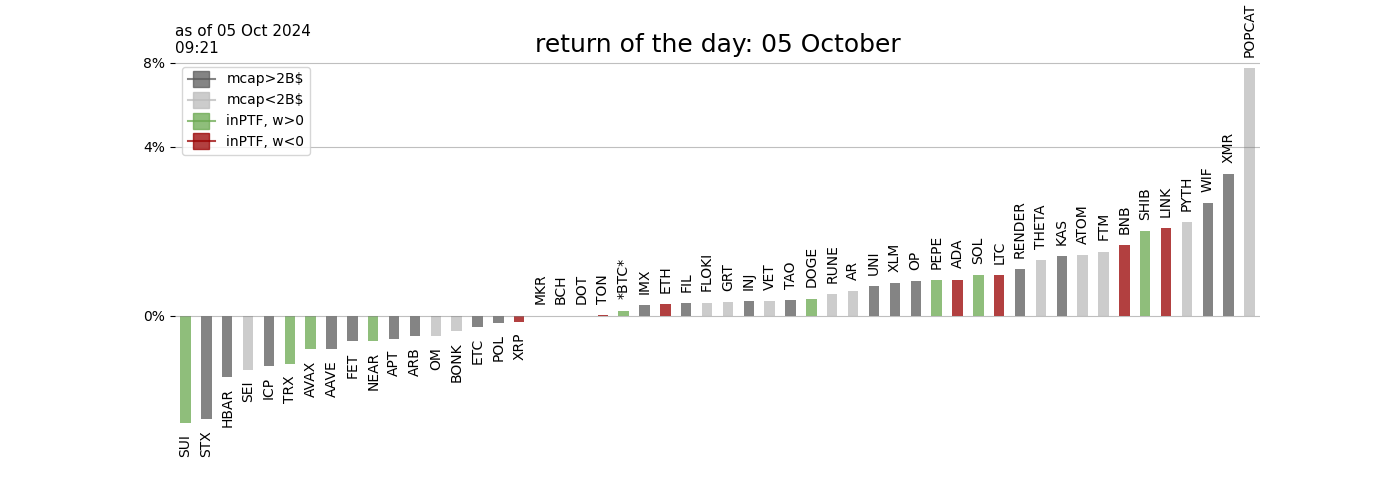 as of 05 Oct 2024
09:21
return of the day: 05 October
8%
4%
0%
mcap>2B$
mcap<2B$
inPTF, w>0
inPTF, w<0
SUI
STX
HBAR
SEI
ICP
TRX
AVAX
AAVE
FET
NEAR
APT
ARB
OM
BONK
ETC
POL
XRP
MKR
BCH
DOT
TON
*BTC*
IMX
ETH
FIL
FLOKI
GRT
INJ
VET
TAO
DOGE
RUNE
AR
UNI
XLM
OP
PEPE
ADA
SOL
LTC
RENDER
THETA
KAS
ATOM
FTM
BNB
SHIB
LINK
PYTH
WIF
XMR
POPCAT